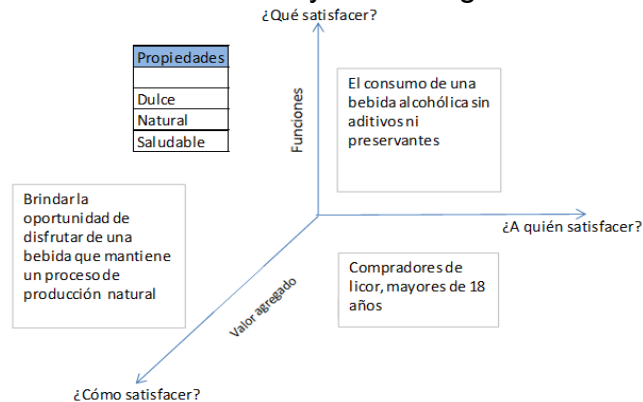 ¿Qué satisfacer?
Propiedades
Dulce
Natural
Saludable
Funciones
El consumo de una
bebida alcohólica sin
aditivos ni
preservantes
Brindar la
oportunidad de
disfrutar de una
bebida que mantiene
un proceso de
producción natural
¿A quién satisfacer?
Compradores de
licor, mayores de 18
años
Valor agregado
¿Cómo satisfacer?